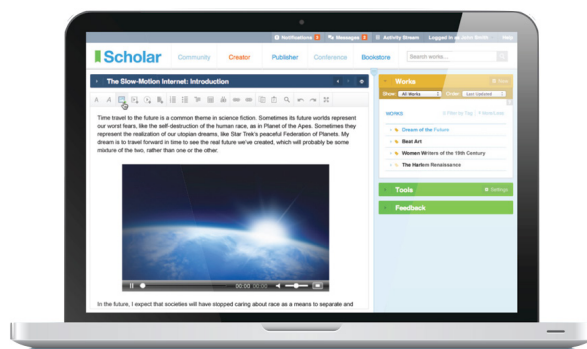 Notifications Messages Activity Stream Logged in as John Smith Help
Scholar Community Creator Publisher Conference Bookstore Search works...
The Slow-Motion Internet: Introduction
Time travel to the future is a common theme in science fiction. Sometimes its future worlds represent
our worst fears, like the self-destruction of the human race, as in Planet of the Apes. Sometimes they
represent the realization of our utopian dreams, like Star Trek's peaceful Federation of Planets. My
dream is to travel forward in time to see the real future we've created, which will probably be some
mixture of the two, rather than one or the other.
00:00 00:00
In the future, I expect that societies will have stopped caring about race as a means to separate and
Works
Show All Works Order Last Updated
WORKS
Dream of the Future
Beat Art
Women Writers of the 19th Century
The Harlem Renaissance
Tools Settings
Feedback